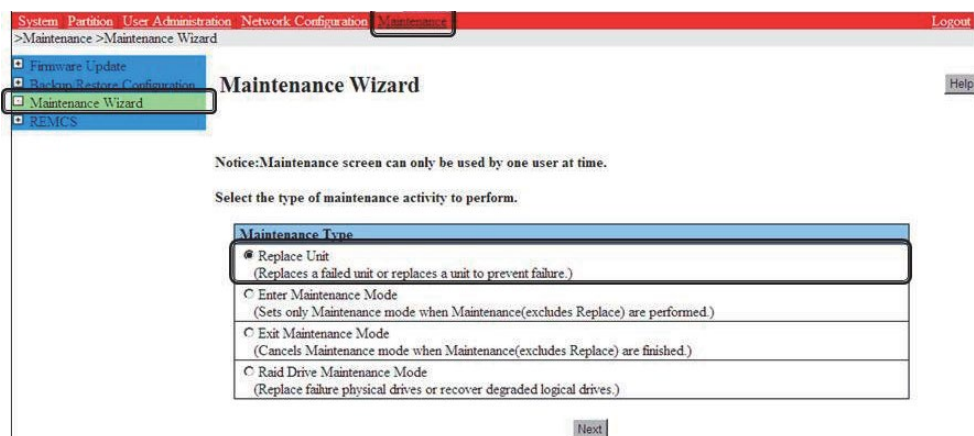 System Partition User Administration Network Configuration Maintenance Logout
>Maintenance >Maintenance Wizard
Firmware Update
Backup/Restore Configuration
Maintenance Wizard
REMCS
Maintenance Wizard
Help
Notice:Maintenance screen can only be used by one user at time.
Select the type of maintenance activity to perform.
Maintenance Type
Replace Unit
(Replaces a failed unit or replaces a unit to prevent failure.)
Enter Maintenance Mode
(Sets only Maintenance mode when Maintenance(excludes Replace) are performed.)
Exit Maintenance Mode
(Cancels Maintenance mode when Maintenance(excludes Replace) are finished.)
Raid Drive Maintenance Mode
(Replace failure physical drives or recover degraded logical drives.)
Next